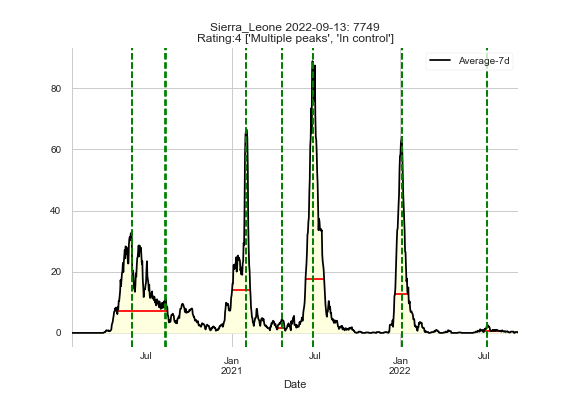 Sierra_Leone 2022-09-13: 7749
Rating:4 ['Multiple peaks', 'In control']
Average-7d
80
60
40
20
0
Jul
Jan
2021
Jul
Jan
2022
Jul
Date